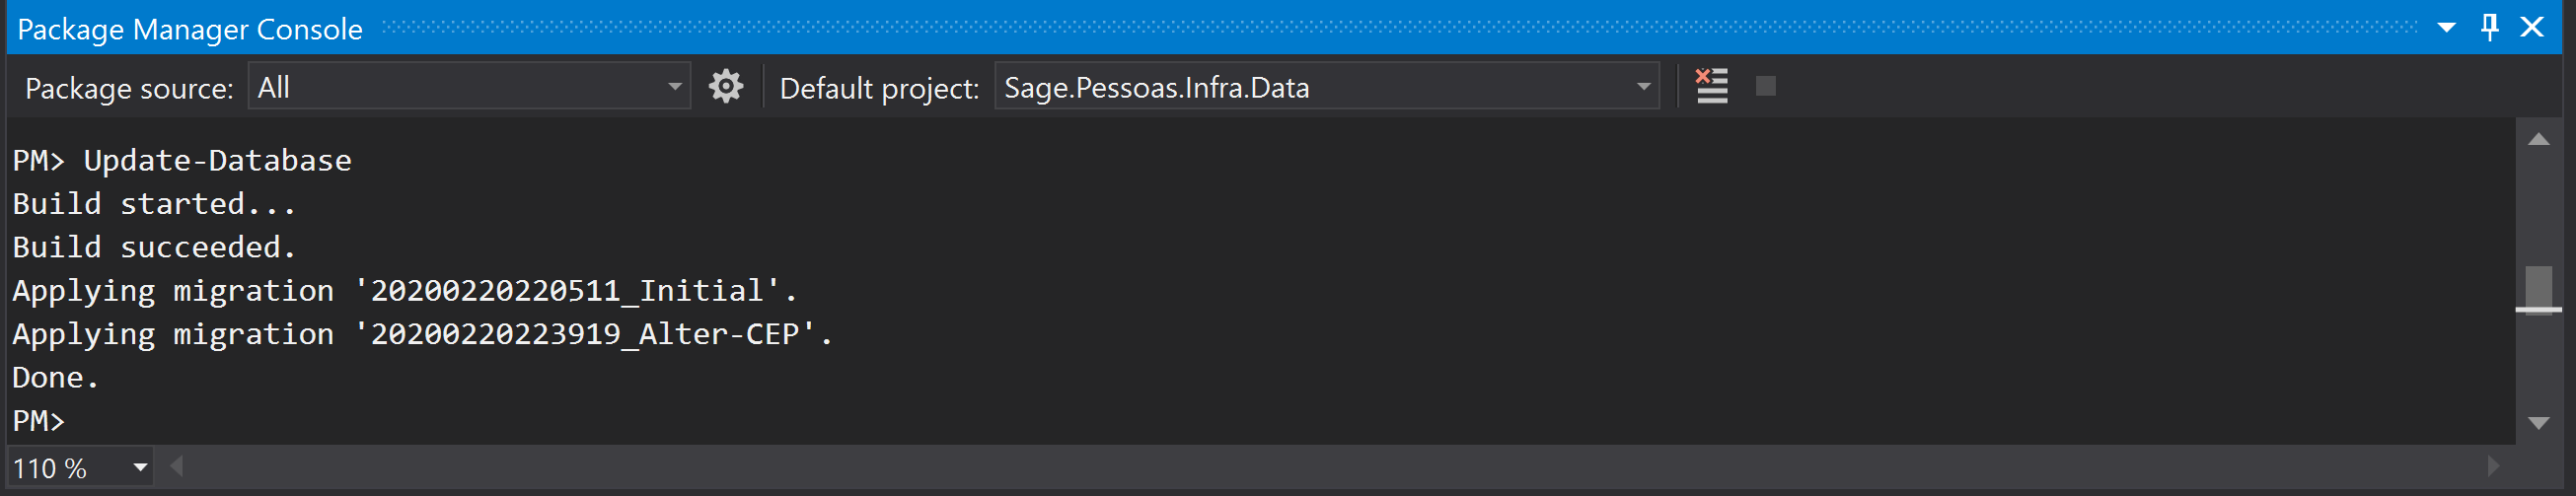 Package Manager Console
Package source: All Default project: Sage.Pessoas.Infra.Data
PM> Update-Database
Build started...
Build succeeded.
Applying migration '20200220220511_Initial'.
Applying migration '20200220223919_Alter-CEP'.
Done.
PM>
110 %